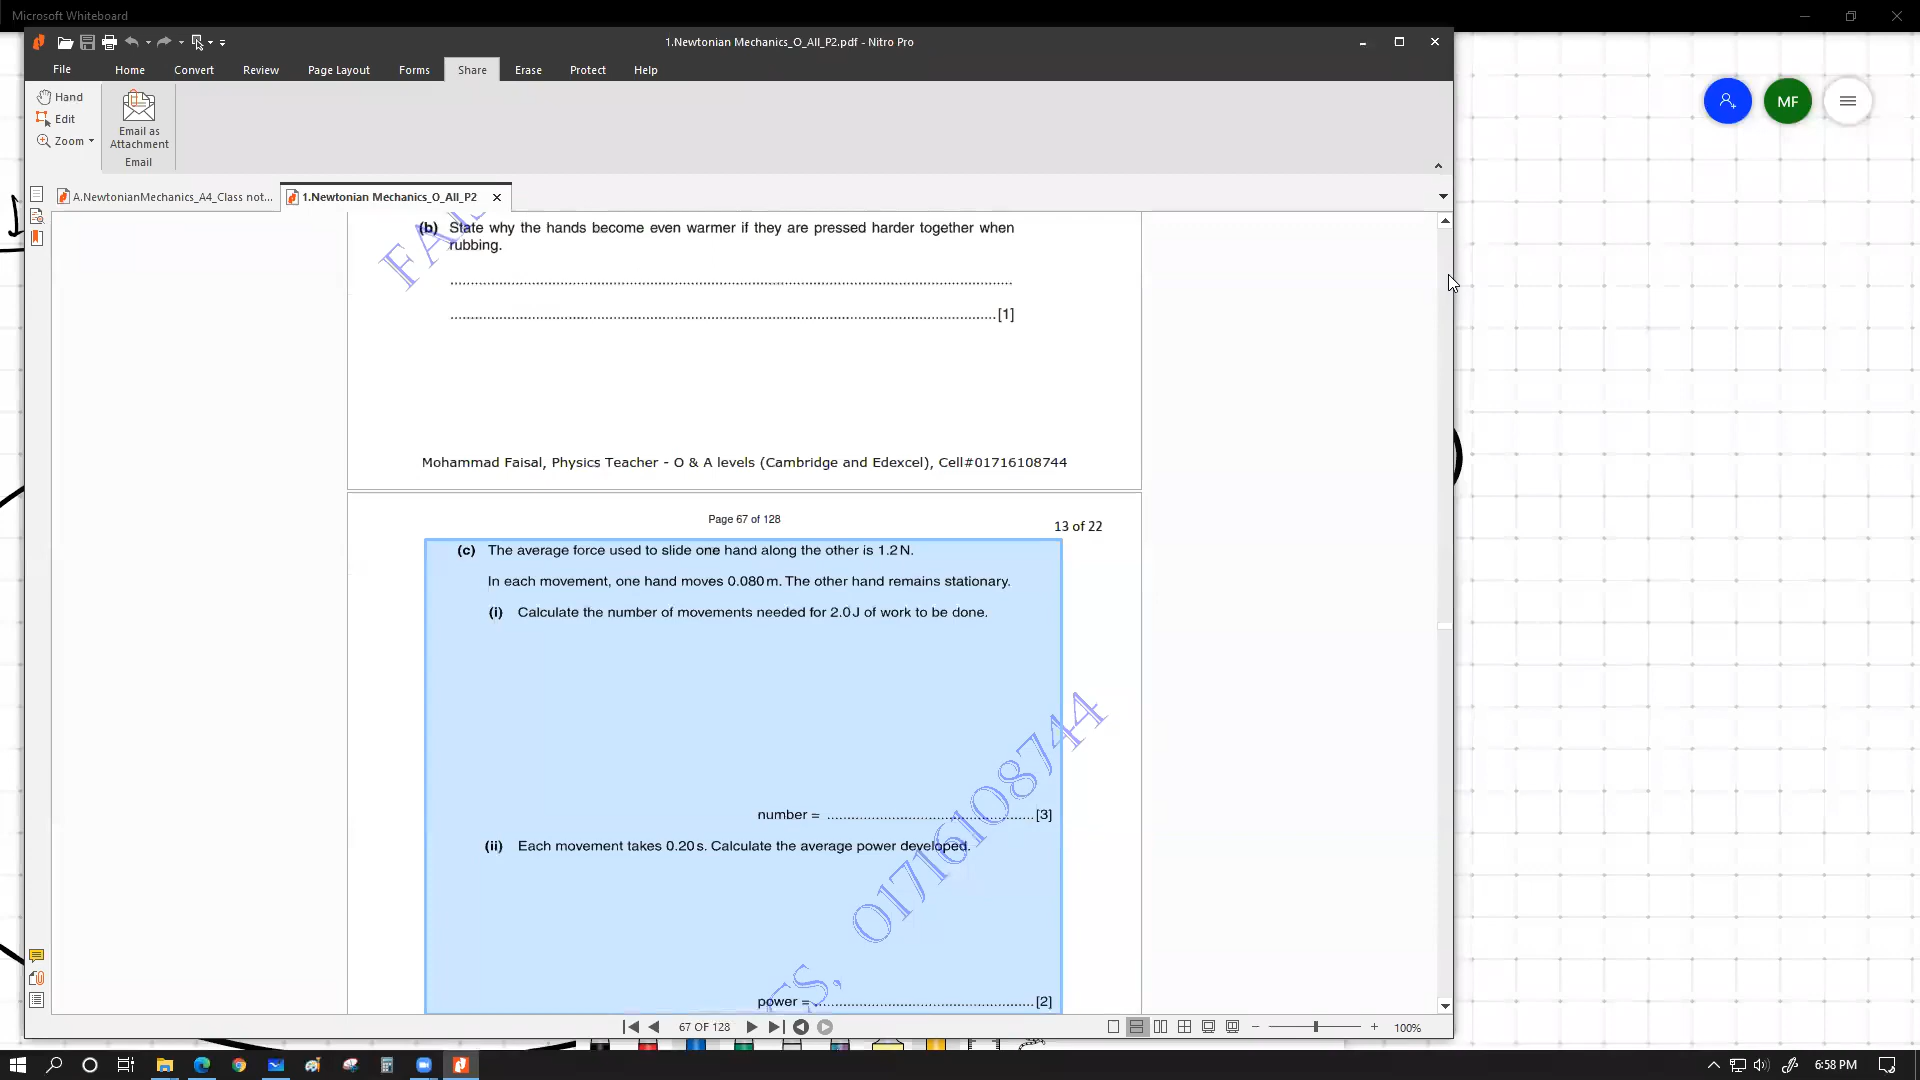 Microsoft Whiteboard
1.Newtonian Mechanics_O_All_P2.pdf - Nitro Pro
File Home Convert Review Page Layout Forms Share Erase Protect Help
Hand
Edit
Zoom
Email as
Attachment
Email
MF
A.NewtonianMechanics_A4_Class not...
1.Newtonian Mechanics_O_All_P2
(b) State why the hands become even warmer if they are pressed harder together when
rubbing.
[1]
Mohammad Faisal, Physics Teacher - O & A levels (Cambridge and Edexcel), Cell#01716108744
Page 67 of 128
13 of 22
(c) The average force used to slide one hand along the other is 1.2 N.
In each movement, one hand moves 0.080 m. The other hand remains stationary.
(i) Calculate the number of movements needed for 2.0 J of work to be done.
number = [3]
(ii) Each movement takes 0.20 s. Calculate the average power developed.
power = [2]
01716108744
67 OF 128
100%
6:58 PM